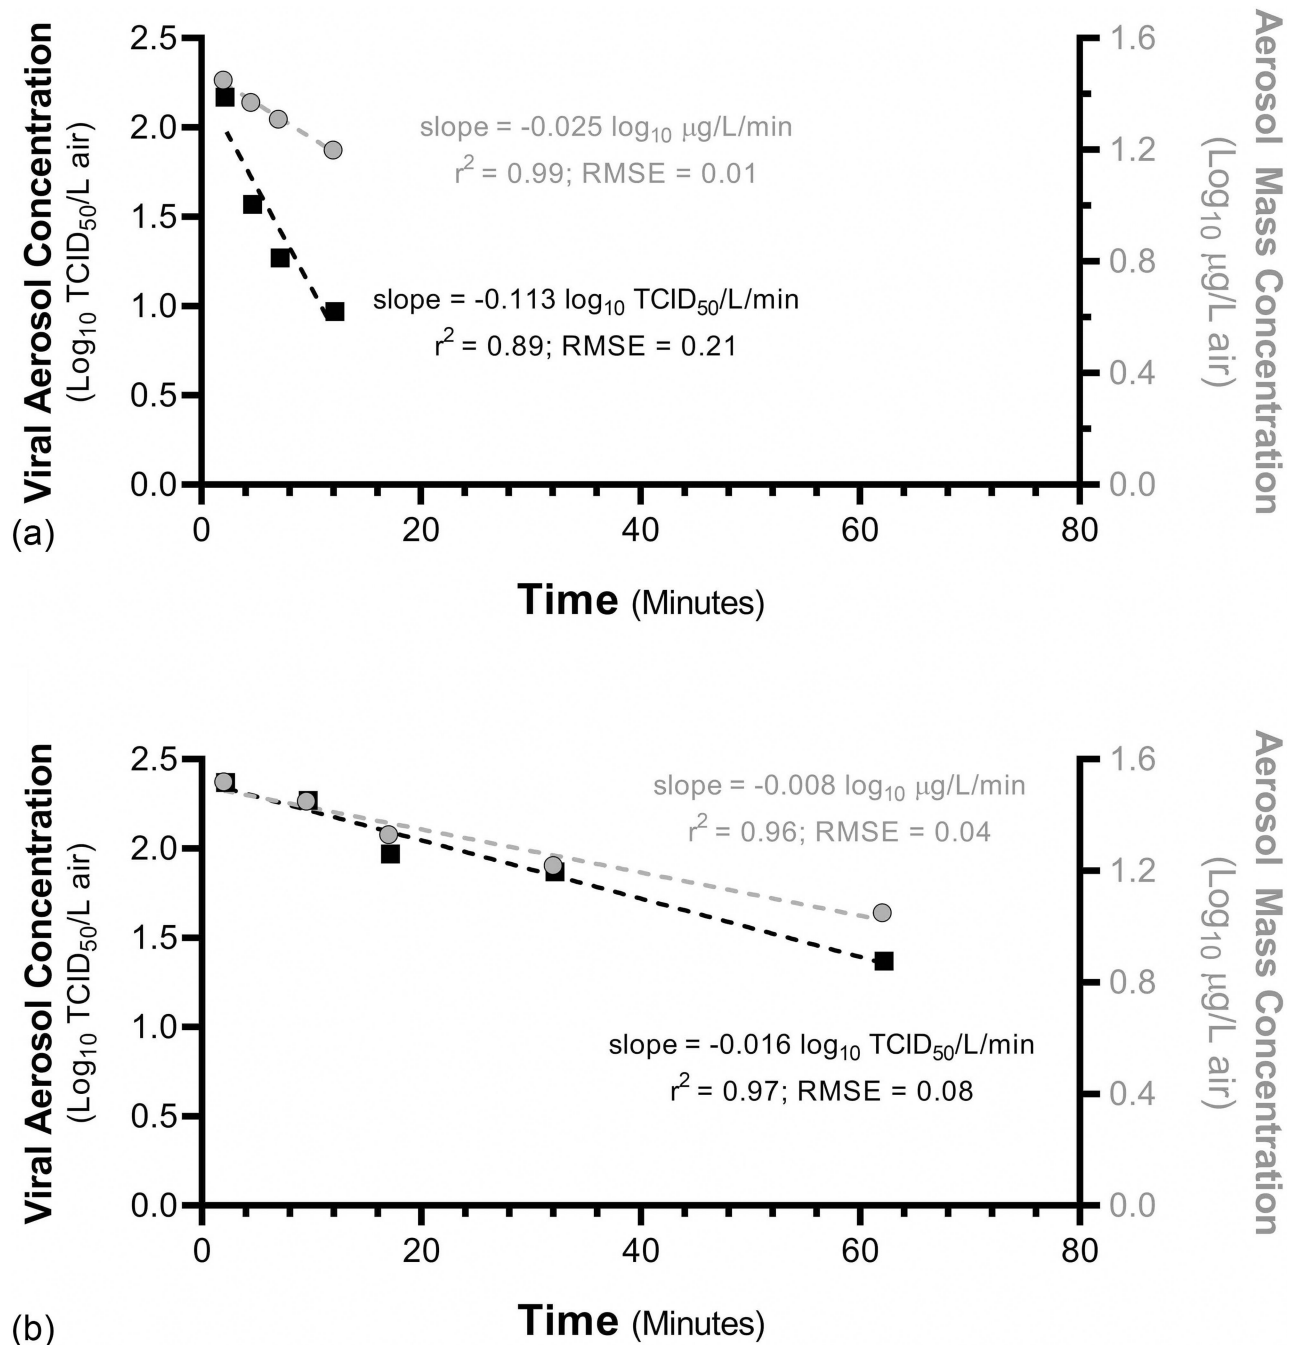 Viral Aerosol Concentration
(Log10 TCID50/L air)
2.5
2.0
1.5
1.0
0.5
0.0
slope = -0.025 log10 µg/L/min
r2 = 0.99; RMSE = 0.01
slope = -0.113 log10 TCID50/L/min
r2 = 0.89; RMSE = 0.21
1.6
1.2
0.8
0.4
0.0
Aerosol Mass Concentration
(Log10 µg/L air)
0 20 40 60 80
(a)
Time (Minutes)
Viral Aerosol Concentration
(Log10 TCID50/L air)
2.5
2.0
1.5
1.0
0.5
0.0
slope = -0.008 log10 µg/L/min
r2 = 0.96; RMSE = 0.04
slope = -0.016 log10 TCID50/L/min
r2 = 0.97; RMSE = 0.08
1.6
1.2
0.8
0.4
0.0
Aerosol Mass Concentration
(Log10 µg/L air)
0 20 40 60 80
Time (Minutes)
(b)